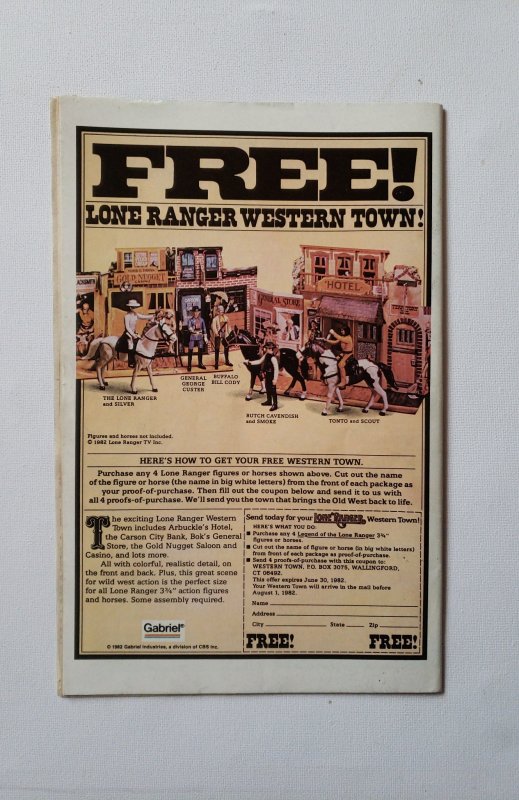 FREE!
LONE RANGER WESTERN TOWN!
GOLD NUGGET
GENERAL STORE
HOTEL
THE LONE RANGER
and SILVER
GENERAL
GEORGE
CUSTER
BUFFALO
BILL CODY
BUTCH CAVENDISH
and SMOKE
TONTO and SCOUT
Figures and horses not included.
© 1982 Lone Ranger TV Inc.
HERE'S HOW TO GET YOUR FREE WESTERN TOWN.
Purchase any 4 Lone Ranger figures or horses shown above. Cut out the name
of the figure or horse (the name in big white letters) from the front of each package as
your proof-of-purchase. Then fill out the coupon below and send it to us with
all 4 proofs-of-purchase. We'll send you the town that brings the Old West back to life.
The exciting Lone Ranger Western
Town includes Arbuckle's Hotel,
the Carson City Bank, Bok's General
Store, the Gold Nugget Saloon and
Casino, and lots more.
All with colorful, realistic detail, on
the front and back. Plus, this great scene
for wild west action is the perfect size
for all Lone Ranger 3¾" action figures
and horses. Some assembly required.
Gabriel®
© 1982 Gabriel Industries, a division of CBS Inc.
Send today for your LONE RANGER Western Town!
HERE'S WHAT YOU DO:
■ Purchase any 4 Legend of the Lone Ranger 3¾"
figures or horses.
■ Cut out the name of figure or horse (in big white letters)
from front of each package as proof-of-purchase.
■ Send 4 proofs-of-purchase with this coupon to:
WESTERN TOWN, P.O. BOX 3075, WALLINGFORD,
CT 06492.
This offer expires June 30, 1982.
Your Western Town will arrive in the mail before
August 1, 1982.
Name
Address
City State Zip
FREE! FREE!